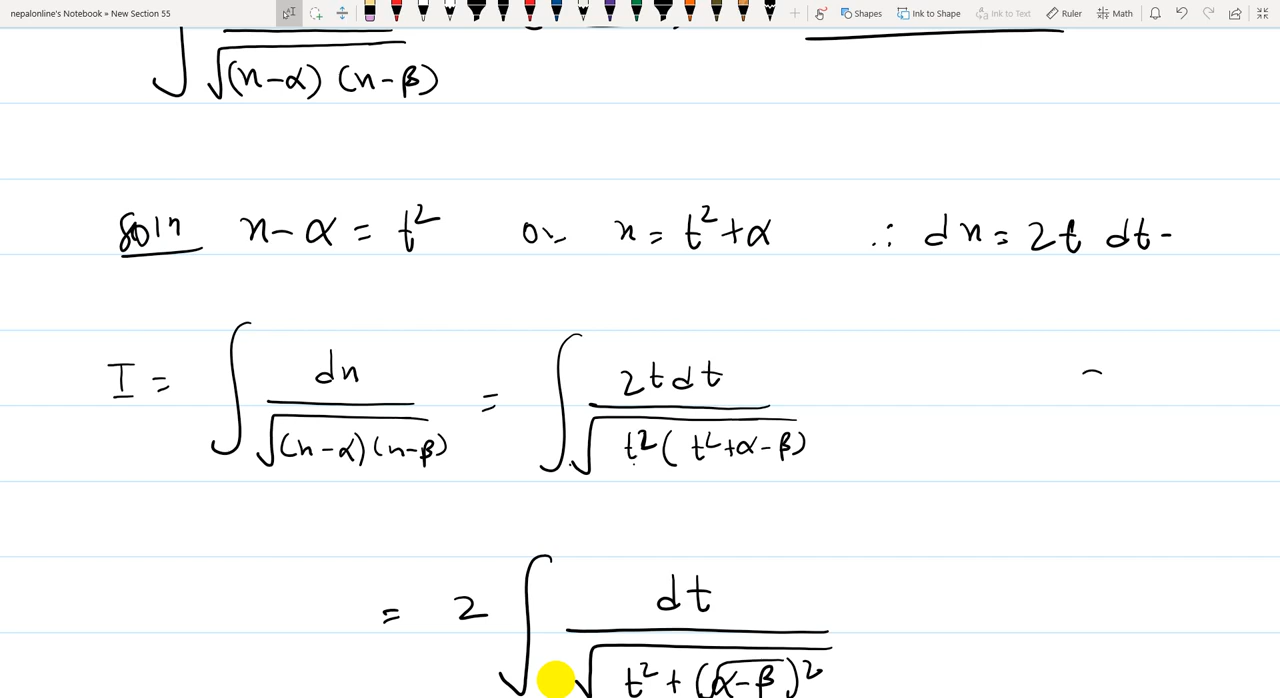 nepalonline's Notebook » New Section 55
Shapes Ink to Shape Ink to Text Ruler Math
√(x-α) (x-β)
Soln x-α = t² or x = t²+α ∴ dx = 2t dt
I = ∫ dx / √((x-α)(x-β)) = ∫ 2t dt / √(t²(t²+α-β))
= 2 ∫ dt / √(t² + (√(α-β))²)